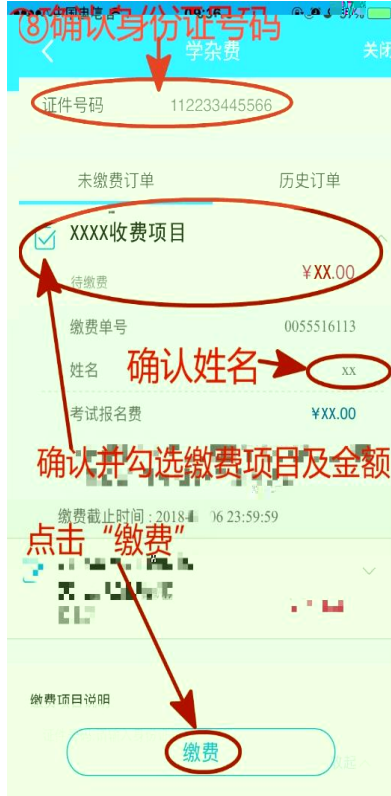 ⑧确认身份证号码
学杂费
关闭
证件号码 112233445566
未缴费订单 历史订单
XXXX收费项目
¥XX.00
待缴费
缴费单号 0055516113
确认姓名
姓名 xx
考试报名费 ¥XX.00
确认并勾选缴费项目及金额
缴费截止时间 : 2018- 06 23:59:59
点击“缴费”
缴费项目说明
缴费